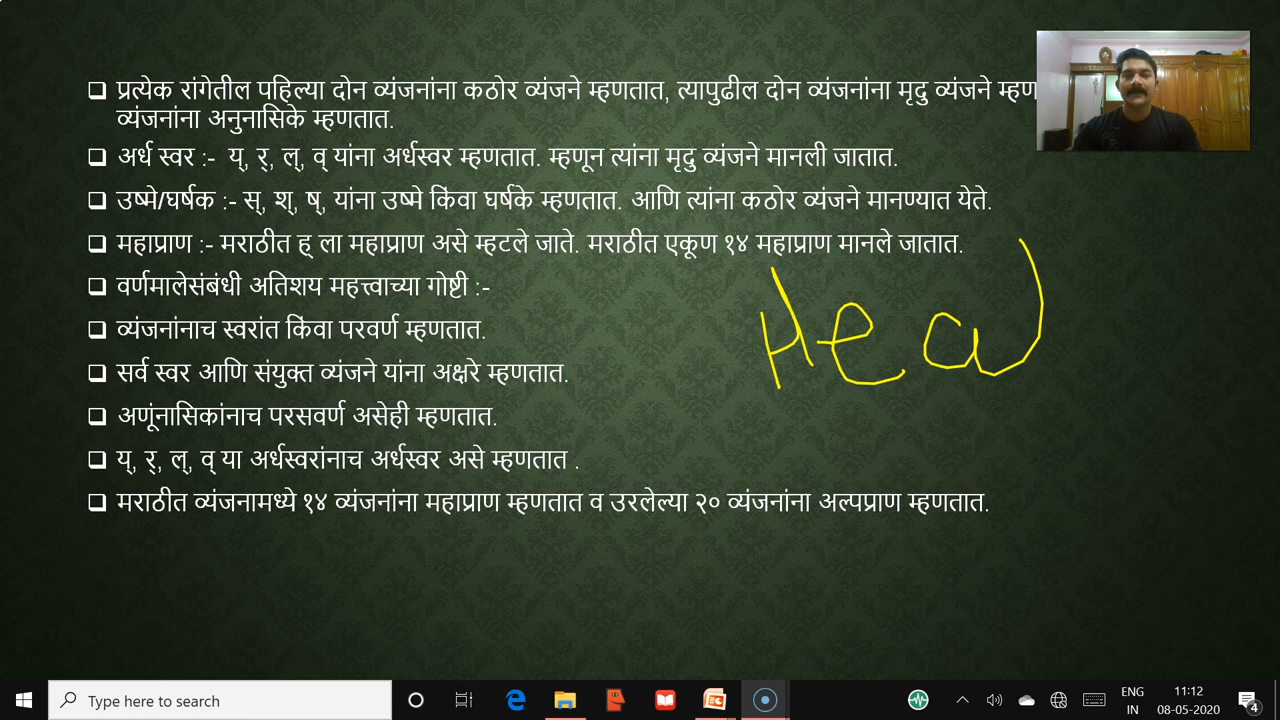 ❑ प्रत्येक रांगेतील पहिल्या दोन व्यंजनांना कठोर व्यंजने म्हणतात, त्यापुढील दोन व्यंजनांना मृदु व्यंजने म्हण
व्यंजनांना अनुनासिके म्हणतात.
❑ अर्ध स्वर :- य्, र्, ल्, व् यांना अर्धस्वर म्हणतात. म्हणून त्यांना मृदु व्यंजने मानली जातात.
❑ उष्मे/घर्षक :- स्, श्, ष्, यांना उष्मे किंवा घर्षके म्हणतात. आणि त्यांना कठोर व्यंजने मानण्यात येते.
❑ महाप्राण :- मराठीत ह् ला महाप्राण असे म्हटले जाते. मराठीत एकूण १४ महाप्राण मानले जातात.
❑ वर्णमालेसंबंधी अतिशय महत्त्वाच्या गोष्टी :-
❑ व्यंजनांनाच स्वरांत किंवा परवर्ण म्हणतात.
❑ सर्व स्वर आणि संयुक्त व्यंजने यांना अक्षरे म्हणतात.
❑ अणूंनासिकांनाच परसवर्ण असेही म्हणतात.
❑ य्, र्, ल्, व् या अर्धस्वरांनाच अर्धस्वर असे म्हणतात .
❑ मराठीत व्यंजनामध्ये १४ व्यंजनांना महाप्राण म्हणतात व उरलेल्या २० व्यंजनांना अल्पप्राण म्हणतात.
Type here to search
ENG 11:12
IN 08-05-2020 4